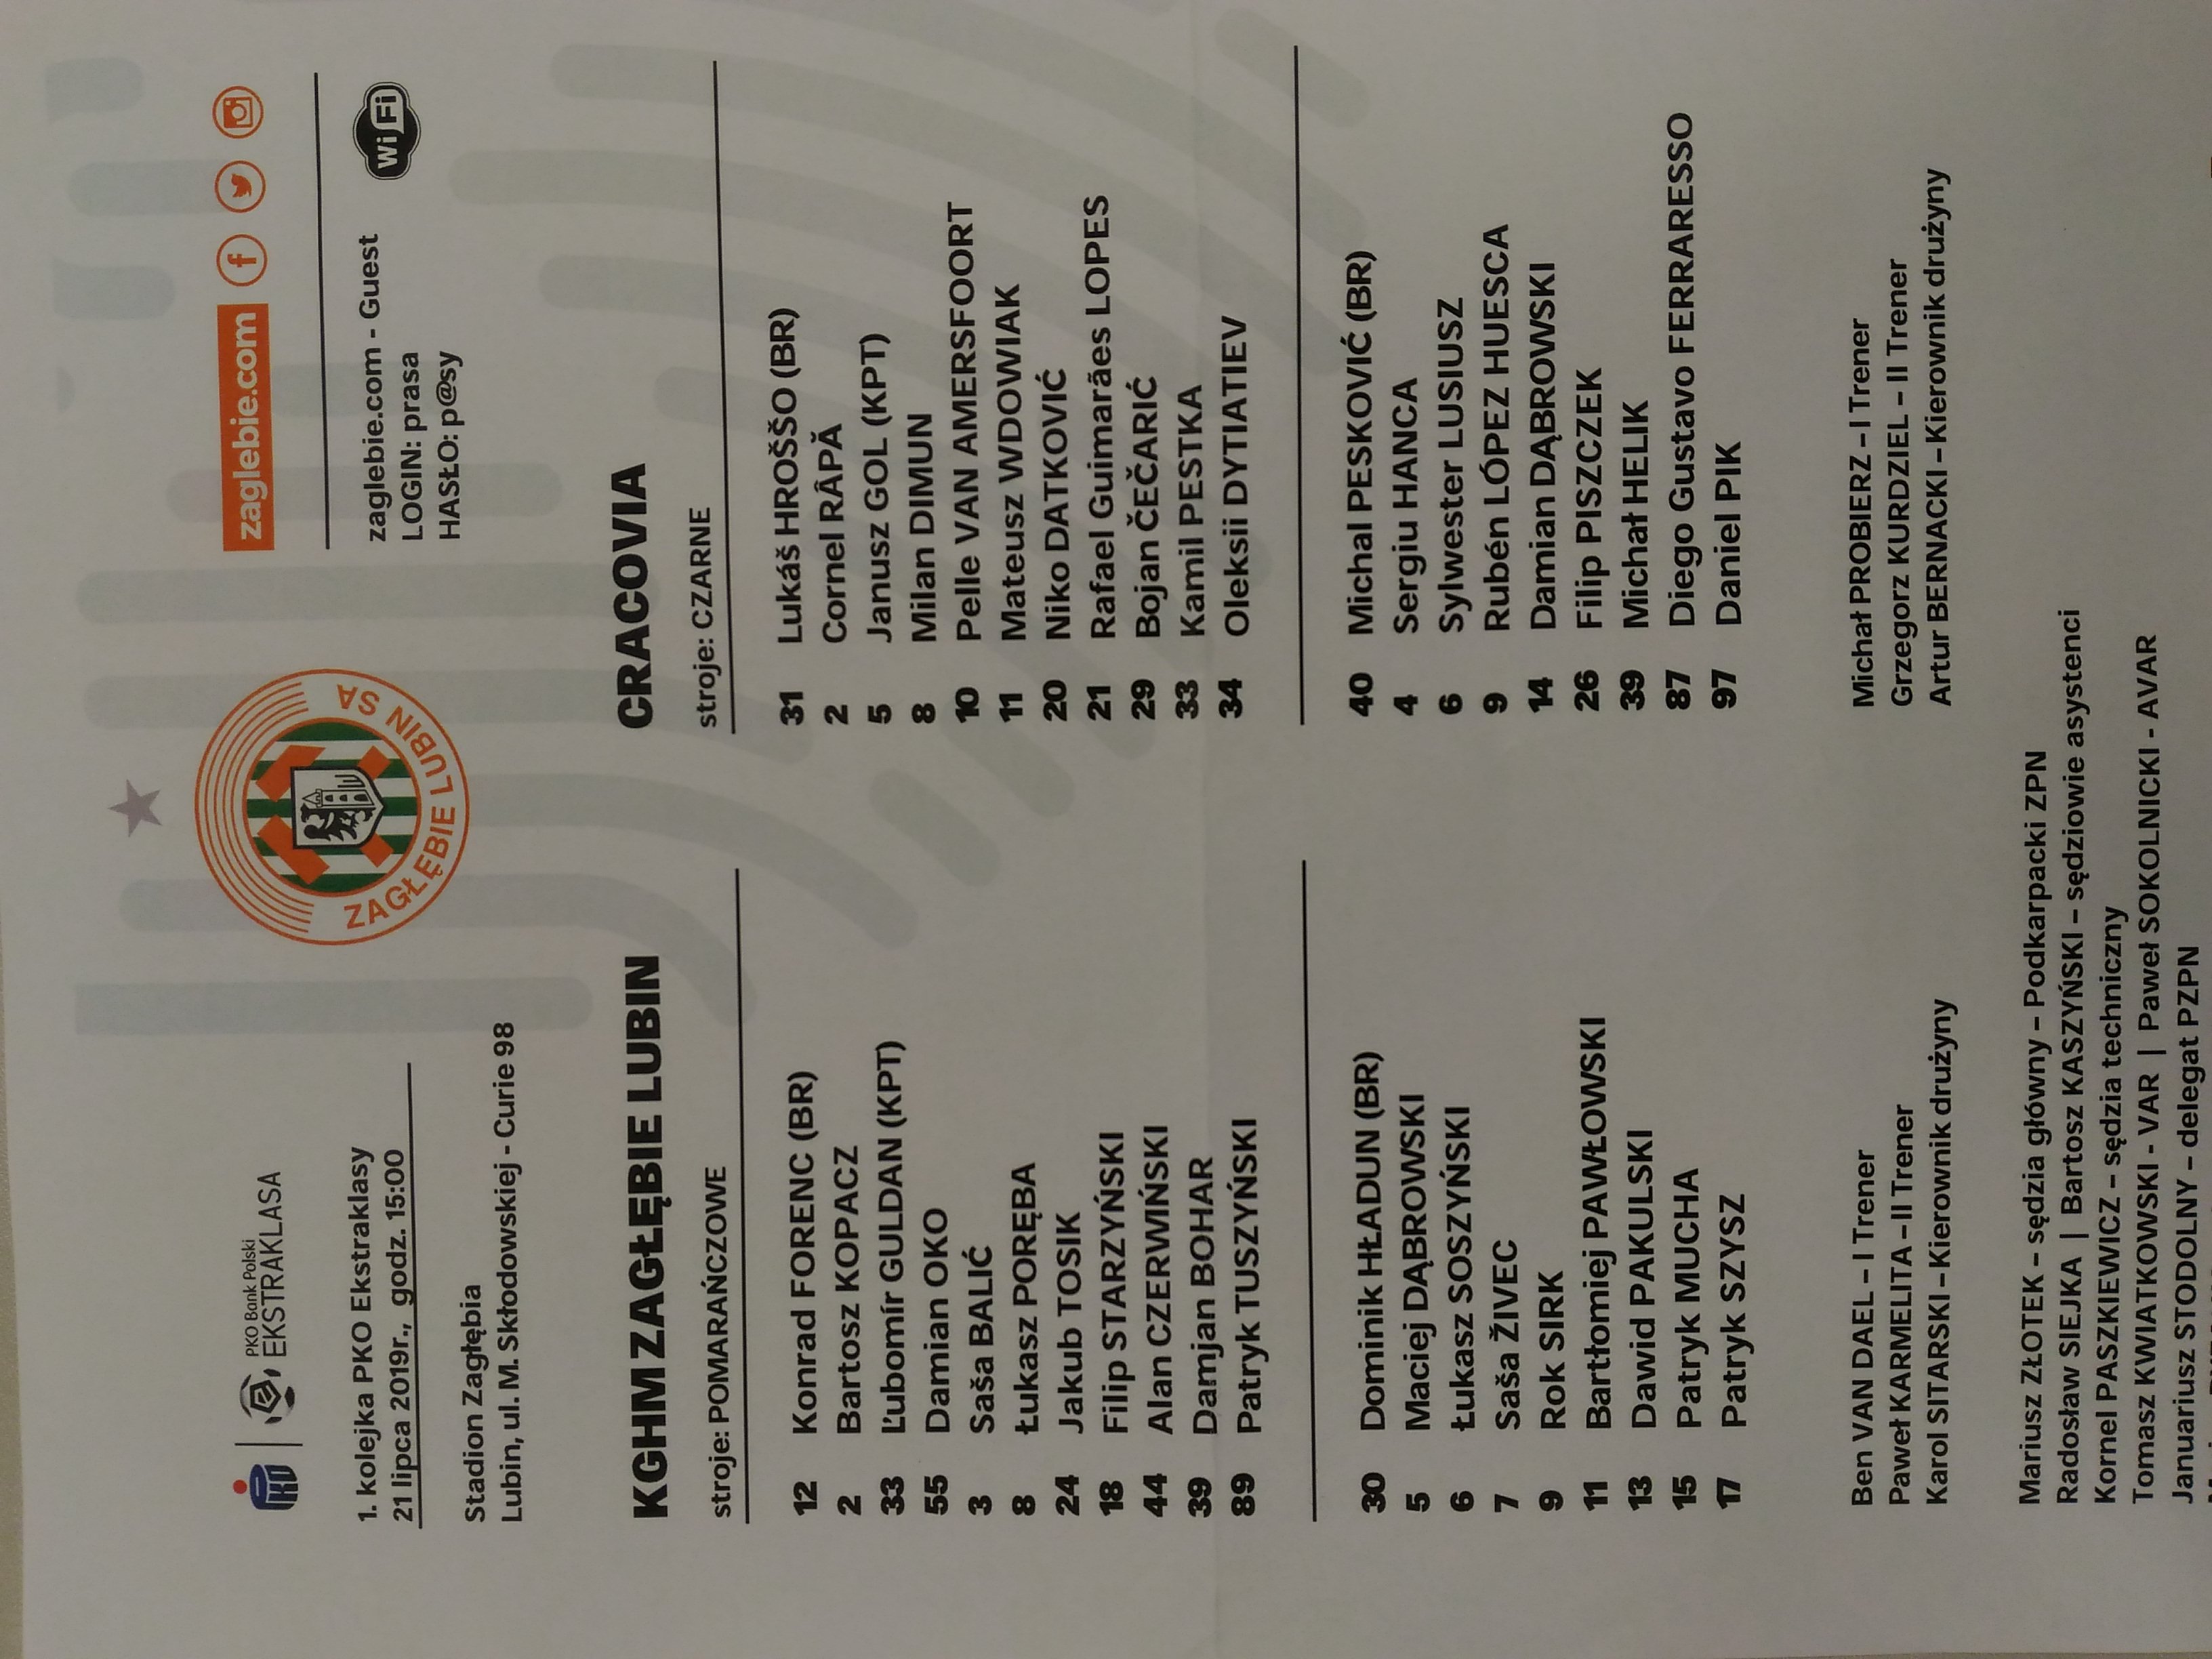 PKO
PKO Bank Polski
EKSTRAKLASA
1. kolejka PKO Ekstraklasy
21 lipca 2019r., godz. 15:00
Stadion Zagłębia
Lubin, ul. M. Skłodowskiej - Curie 98
ZAGŁĘBIE LUBIN SA
zaglebie.com
zaglebie.com - Guest
LOGIN: prasa
HASŁO: p@sy
Wi Fi
KGHM ZAGŁĘBIE LUBIN
stroje: POMARAŃCZOWE
12 Konrad FORENC (BR)
2 Bartosz KOPACZ
33 Ľubomír GULDAN (KPT)
55 Damian OKO
3 Saša BALIĆ
8 Łukasz PORĘBA
24 Jakub TOSIK
18 Filip STARZYŃSKI
44 Alan CZERWIŃSKI
39 Damjan BOHAR
89 Patryk TUSZYŃSKI
30 Dominik HŁADUN (BR)
5 Maciej DĄBROWSKI
6 Łukasz SOSZYŃSKI
7 Saša ŽIVEC
9 Rok SIRK
11 Bartłomiej PAWŁOWSKI
13 Dawid PAKULSKI
15 Patryk MUCHA
17 Patryk SZYSZ
Ben VAN DAEL – I Trener
Paweł KARMELITA – II Trener
Karol SITARSKI – Kierownik drużyny
CRACOVIA
stroje: CZARNE
31 Lukáš HROŠŠO (BR)
2 Cornel RÂPĂ
5 Janusz GOL (KPT)
8 Milan DIMUN
10 Pelle VAN AMERSFOORT
11 Mateusz WDOWIAK
20 Niko DATKOVIĆ
21 Rafael Guimarães LOPES
29 Bojan ČEČARIĆ
33 Kamil PESTKA
34 Oleksii DYTIATIEV
40 Michal PESKOVIĆ (BR)
4 Sergiu HANCA
6 Sylwester LUSIUSZ
9 Rubén LÓPEZ HUESCA
14 Damian DĄBROWSKI
26 Filip PISZCZEK
39 Michał HELIK
87 Diego Gustavo FERRARESSO
97 Daniel PIK
Michał PROBIERZ – I Trener
Grzegorz KURDZIEL – II Trener
Artur BERNACKI – Kierownik drużyny
Mariusz ZŁOTEK – sędzia główny – Podkarpacki ZPN
Radosław SIEJKA | Bartosz KASZYŃSKI – sędziowie asystenci
Kornel PASZKIEWICZ – sędzia techniczny
Tomasz KWIATKOWSKI - VAR | Paweł SOKOLNICKI - AVAR
Januariusz STODOLNY – delegat PZPN